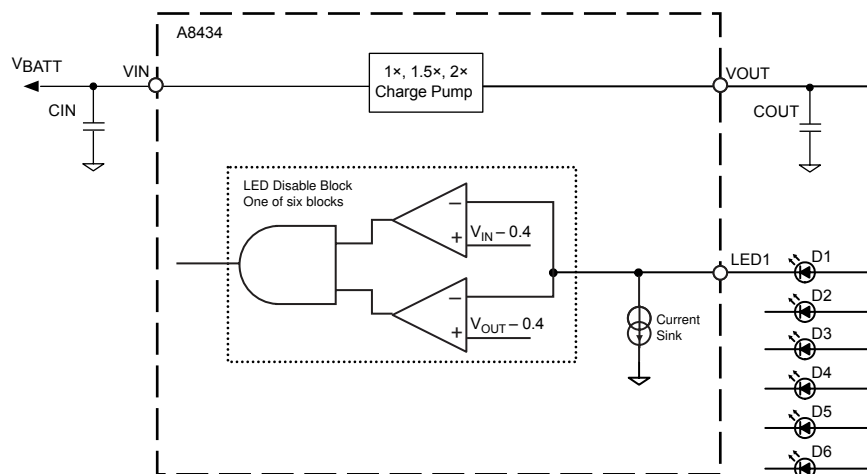 A8434
VBATT
VIN
1×, 1.5×, 2×
Charge Pump
VOUT
CIN
COUT
LED Disable Block
One of six blocks
−
+
VIN – 0.4
−
+
VOUT – 0.4
LED1
Current
Sink
D1
D2
D3
D4
D5
D6